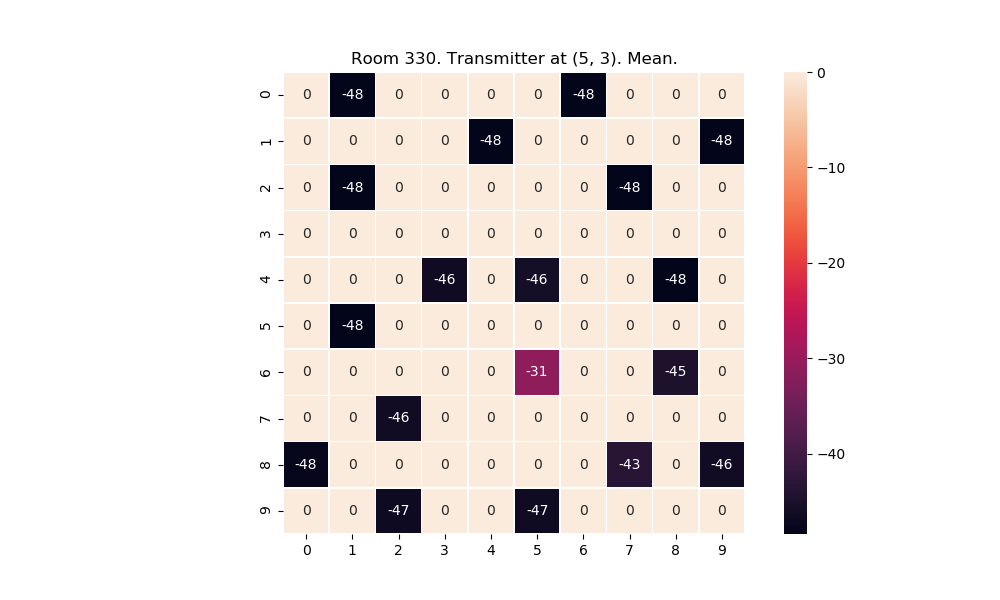 Room 330. Transmitter at (5, 3). Mean.
0 0 -48 0 0 0 0 -48 0 0 0
1 0 0 0 0 -48 0 0 0 0 -48
2 0 -48 0 0 0 0 0 -48 0 0
3 0 0 0 0 0 0 0 0 0 0
4 0 0 0 -46 0 -46 0 0 -48 0
5 0 -48 0 0 0 0 0 0 0 0
6 0 0 0 0 0 -31 0 0 -45 0
7 0 0 -46 0 0 0 0 0 0 0
8 -48 0 0 0 0 0 0 -43 0 -46
9 0 0 -47 0 0 -47 0 0 0 0
0 1 2 3 4 5 6 7 8 9
0
−10
−20
−30
−40